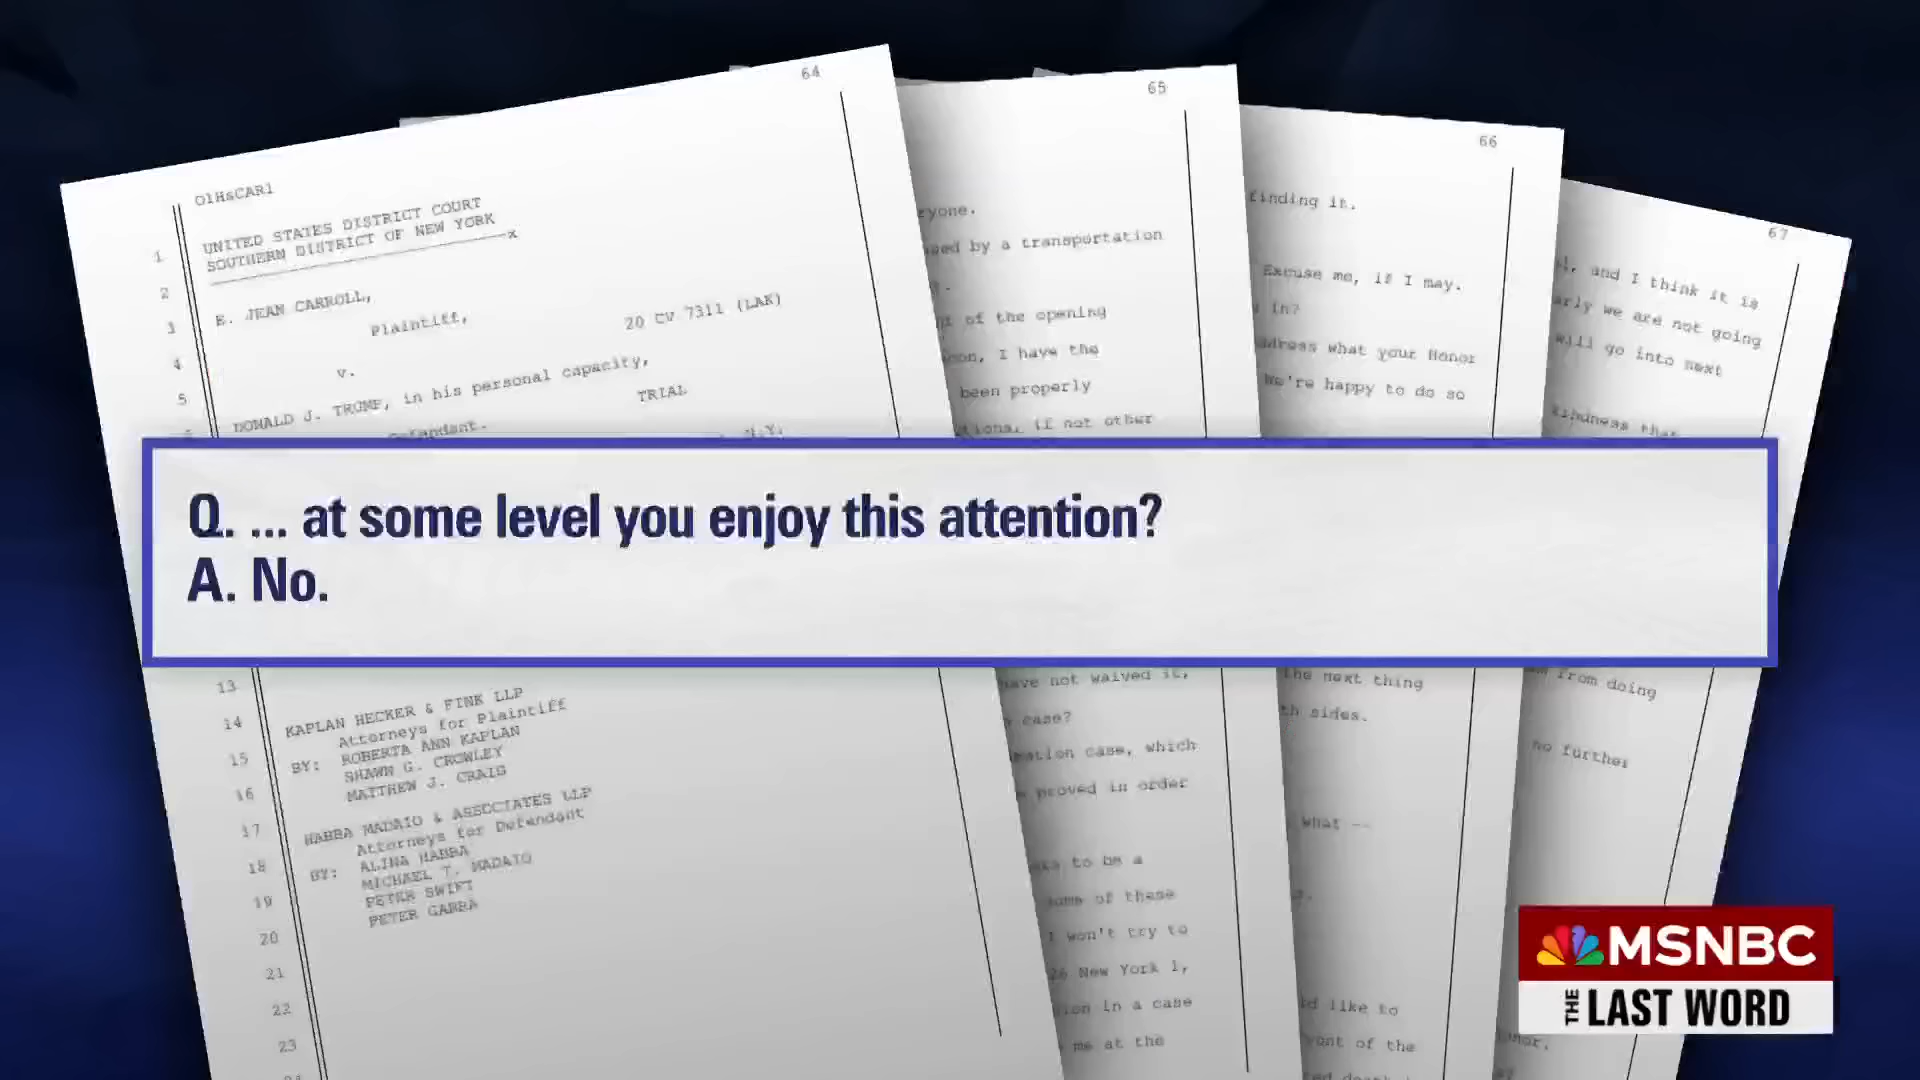 64
O1HsCAR1
1 UNITED STATES DISTRICT COURT
SOUTHERN DISTRICT OF NEW YORK
x
2
E. JEAN CARROLL,
3
Plaintiff, 20 CV 7311 (LAK)
4
v.
5
DONALD J. TRUMP, in his personal capacity,
TRIAL
Defendant.
N.Y.
Q. ... at some level you enjoy this attention?
A. No.
13
14 KAPLAN HECKER & FINK LLP
Attorneys for Plaintiff
15 BY: ROBERTA ANN KAPLAN
SHAWN G. CROWLEY
16 MATTHEW J. CRAIG
17 HABBA MADAIO & ASSOCIATES LLP
Attorneys for Defendant
18 BY: ALINA HABBA
MICHAEL T. MADAIO
19 PETER SWIFT
PETER GABRA
20
21
22
23
65
ryone.
by a transportation
of the opening
I have the
been properly
if not other
have not waived it,
case?
case, which
proved in order
to be a
some of these
I won't try to
26 New York 1,
in a case
me at the
66
finding it.
Excuse me, if I may.
in?
address what your Honor
We're happy to do so
the next thing
sides.
what --
like to
of the
67
and I think it is
we are not going
will go into next
kindness that
from doing
no further
MSNBC
THE LAST WORD